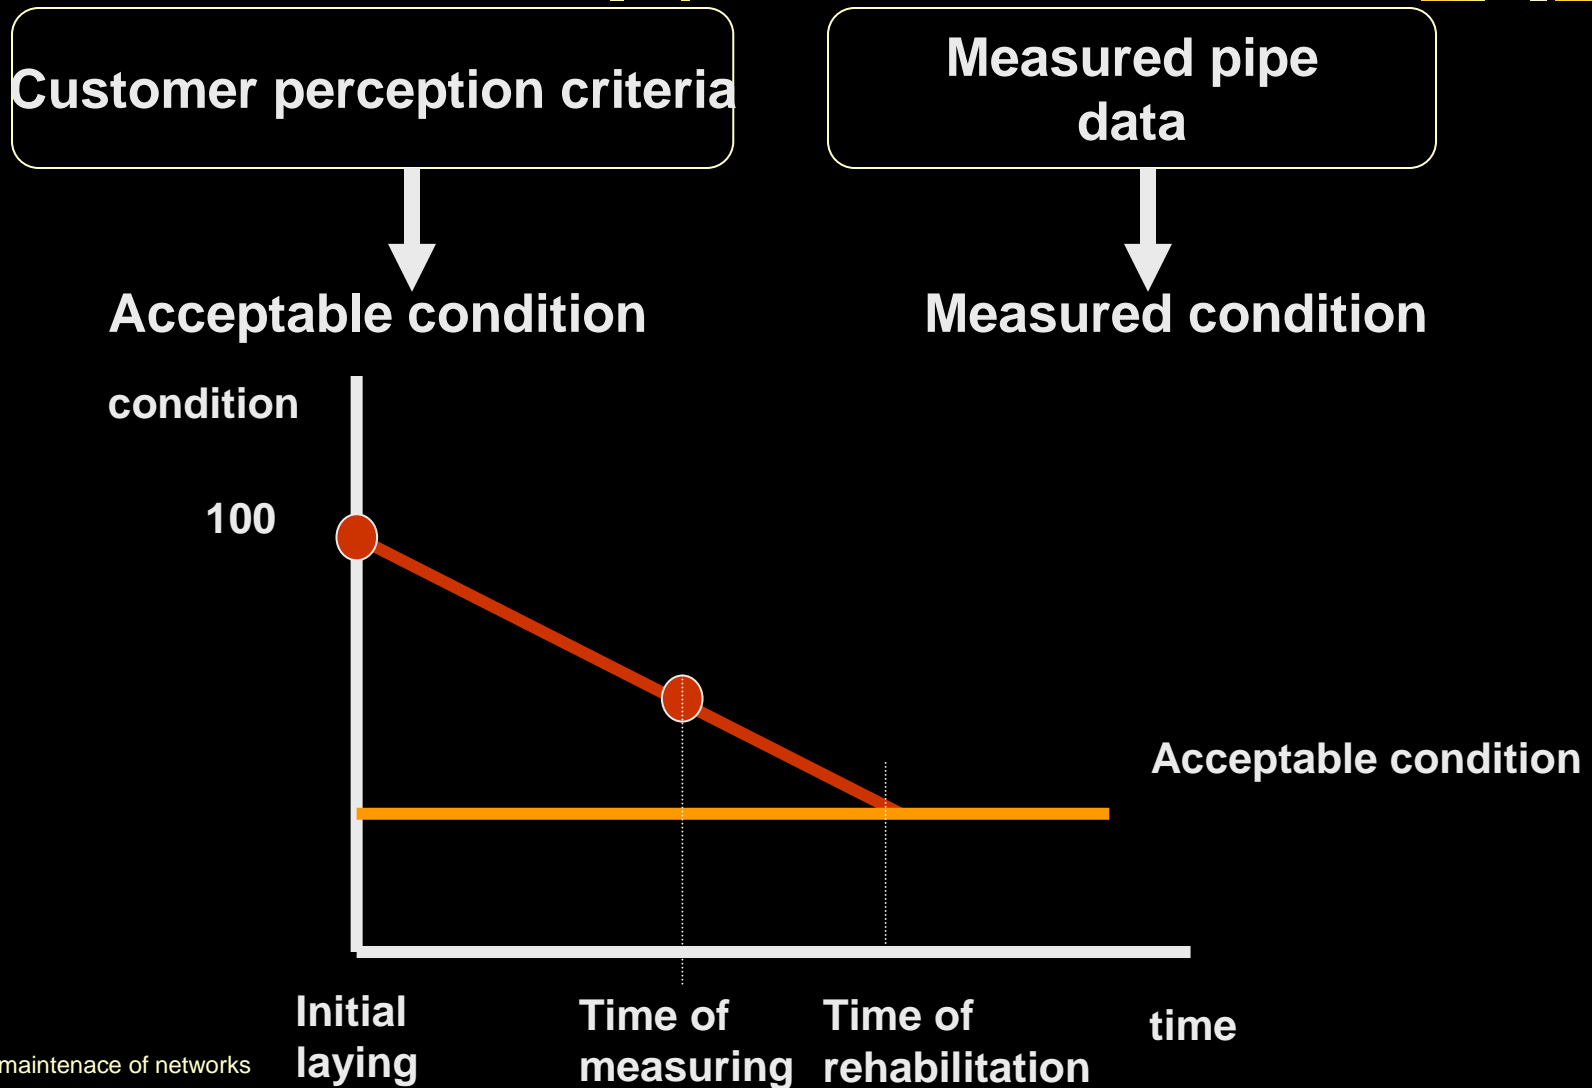 Customer perception criteria
Measured pipe
data
Acceptable condition
Measured condition
condition
100
Acceptable condition
Initial
laying
Time of
measuring
Time of
rehabilitation
time
maintenace of networks